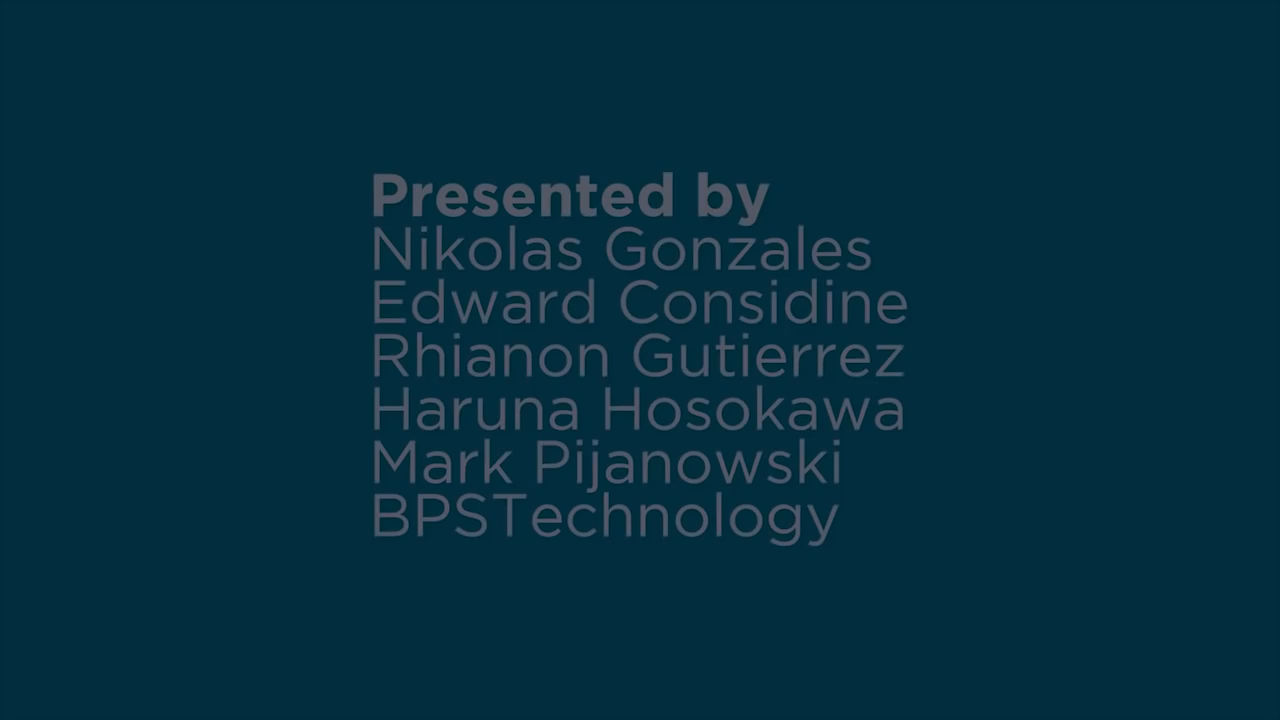 Presented by
Nikolas Gonzales
Edward Considine
Rhianon Gutierrez
Haruna Hosokawa
Mark Pijanowski
BPSTechnology